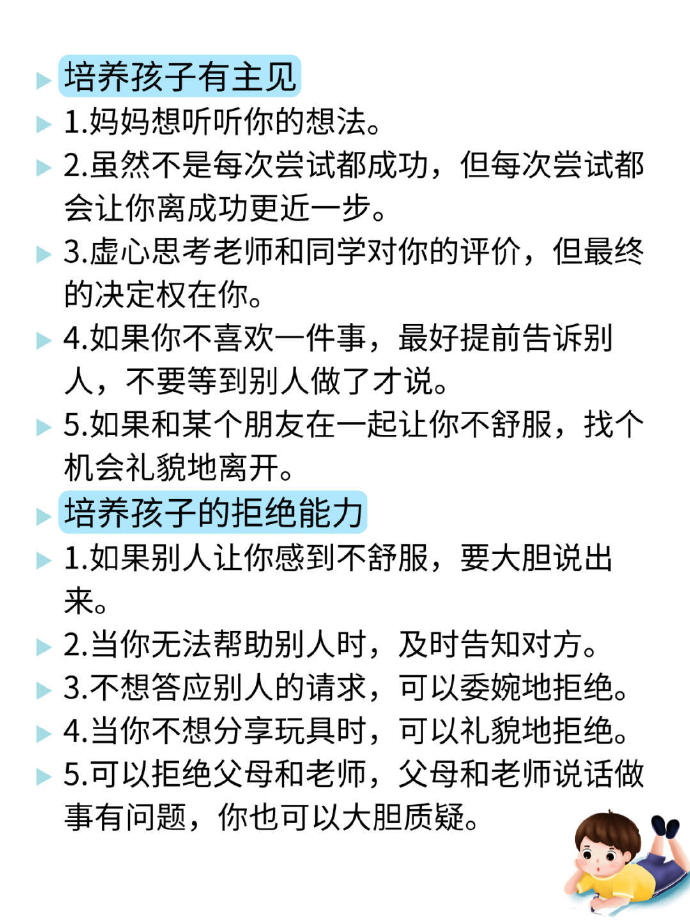 培养孩子有主见
1.妈妈想听听你的想法。
2.虽然不是每次尝试都成功，但每次尝试都
会让你离成功更近一步。
3.虚心思考老师和同学对你的评价，但最终
的决定权在你。
4.如果你不喜欢一件事，最好提前告诉别
人，不要等到别人做了才说。
5.如果和某个朋友在一起让你不舒服，找个
机会礼貌地离开。
培养孩子的拒绝能力
1.如果别人让你感到不舒服，要大胆说出
来。
2.当你无法帮助别人时，及时告知对方。
3.不想答应别人的请求，可以委婉地拒绝。
4.当你不想分享玩具时，可以礼貌地拒绝。
5.可以拒绝父母和老师，父母和老师说话做
事有问题，你也可以大胆质疑。